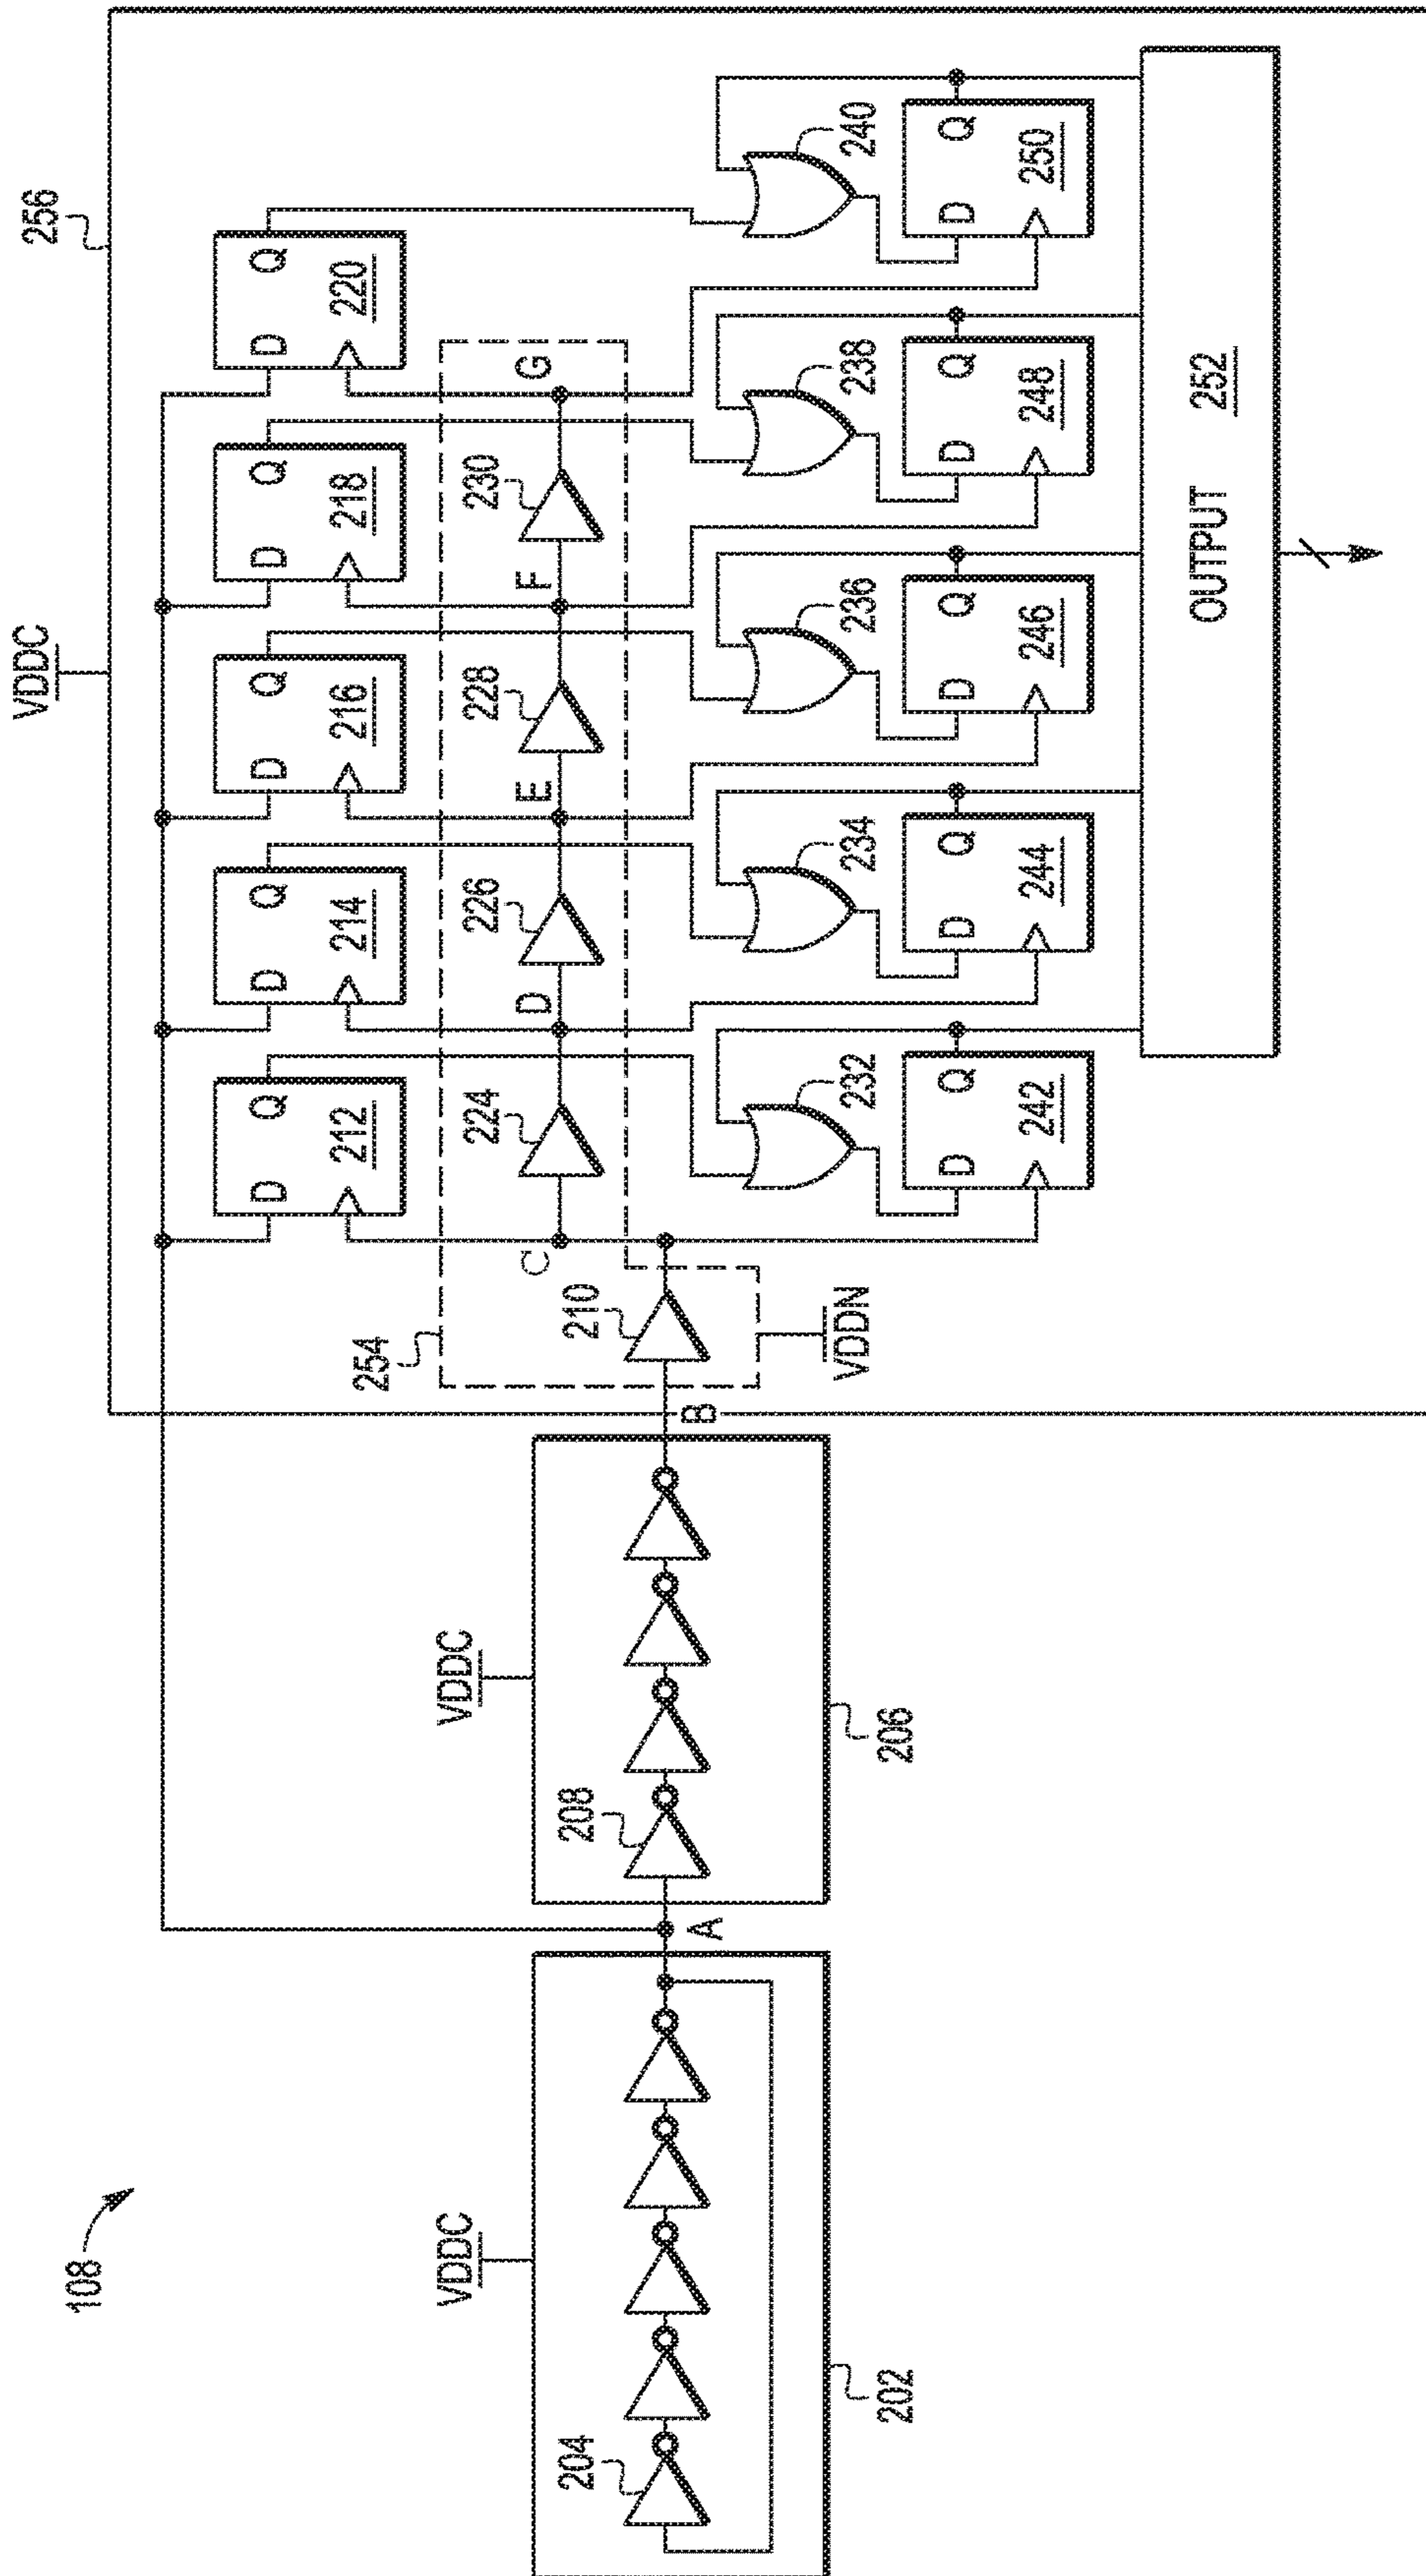 108
VDDC
202
204
A
VDDC
206
208
B
VDDC
256
254
210
VDDN
C
D
E
F
G
224
226
228
230
D Q
212
D Q
214
D Q
216
D Q
218
D Q
220
232
234
236
238
240
D Q
242
D Q
244
D Q
246
D Q
248
D Q
250
OUTPUT 252